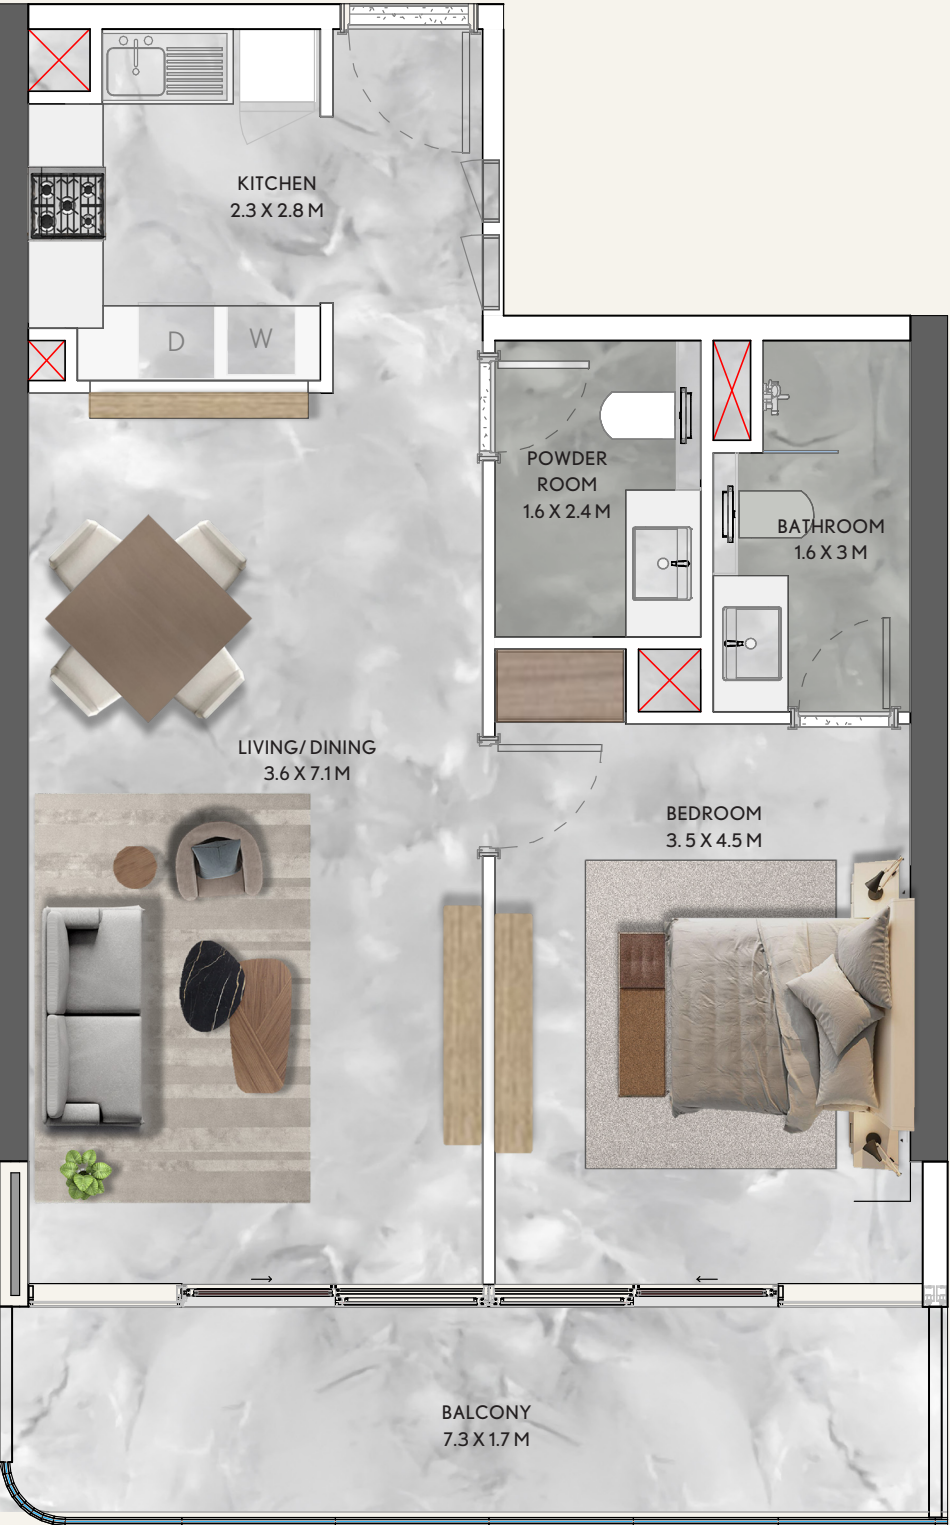 KITCHEN
2.3 X 2.8 M
D
W
POWDER
ROOM
1.6 X 2.4 M
BATHROOM
1.6 X 3 M
LIVING/ DINING
3.6 X 7.1 M
BEDROOM
3. 5 X 4.5 M
BALCONY
7.3 X 1.7 M